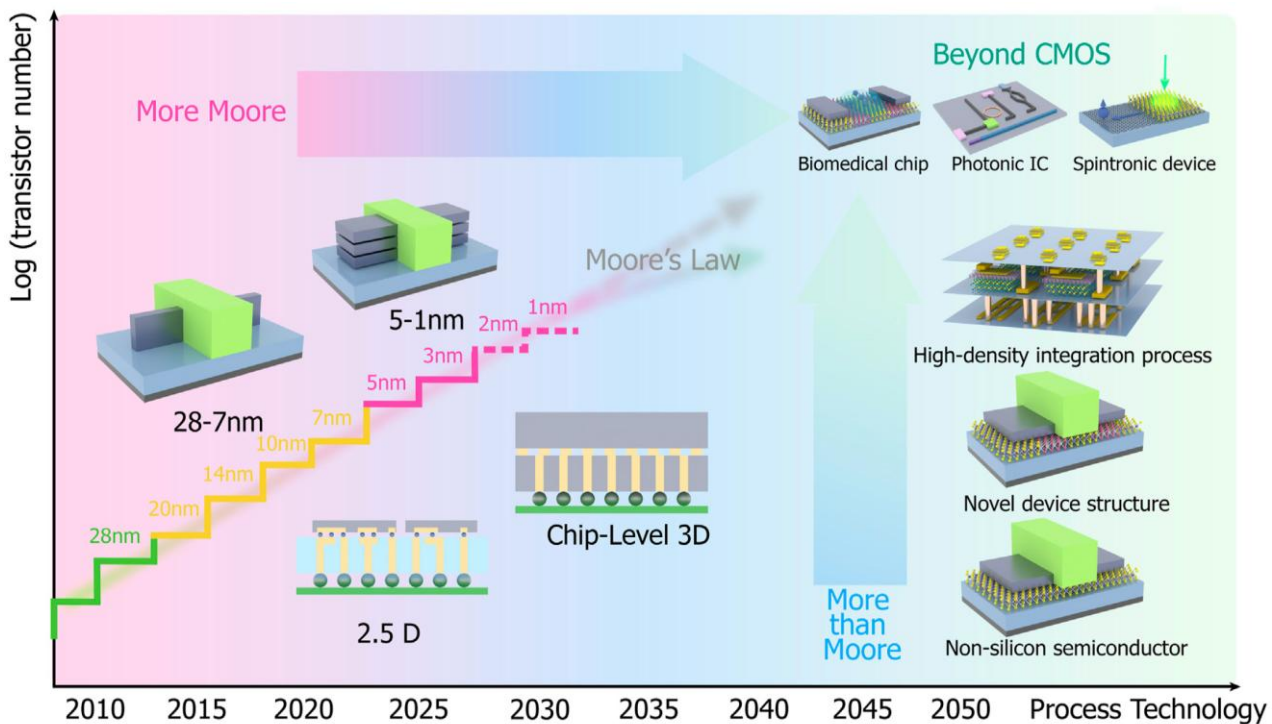 Log (transistor number)
More Moore
Beyond CMOS
Biomedical chip
Photonic IC
Spintronic device
Moore's Law
5-1nm
28-7nm
28nm
20nm
14nm
10nm
7nm
5nm
3nm
2nm
1nm
High-density integration process
Novel device structure
Non-silicon semiconductor
Chip-Level 3D
2.5 D
More
than
Moore
2010 2015 2020 2025 2030 2035 2040 2045 2050 Process Technology